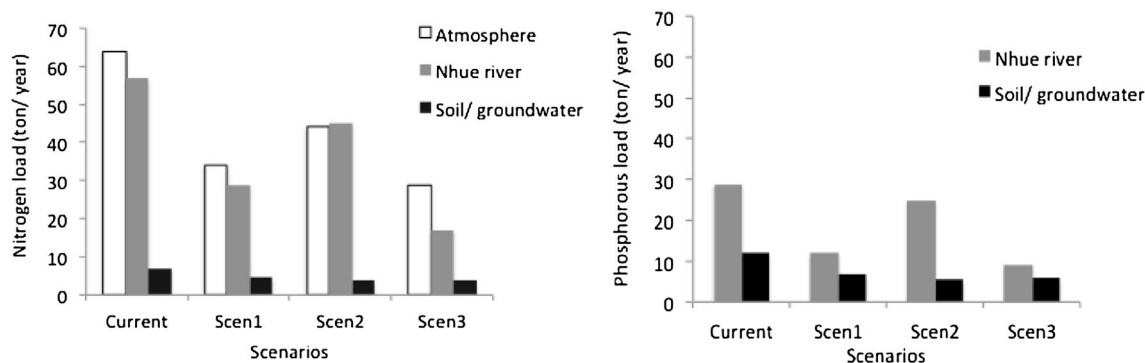 Nitrogen load (ton/ year)
70
60
50
40
30
20
10
0
Atmosphere
Nhue river
Soil/ groundwater
Current Scen1 Scen2 Scen3
Scenarios
Phosphorous load (ton/ year)
70
60
50
40
30
20
10
0
Nhue river
Soil/ groundwater
Current Scen1 Scen2 Scen3
Scenarios